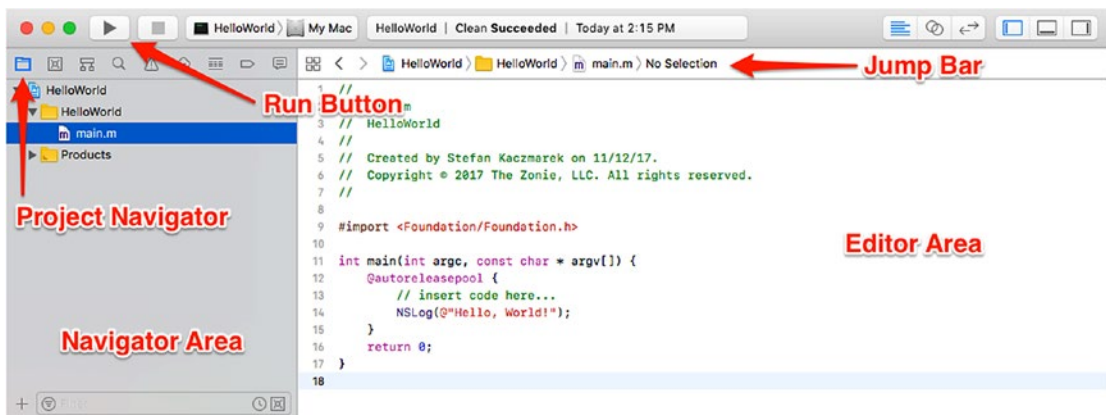 HelloWorld My Mac HelloWorld | Clean Succeeded | Today at 2:15 PM
HelloWorld HelloWorld main.m No Selection
Jump Bar
Run Button
HelloWorld
HelloWorld
main.m
Products
Project Navigator
Navigator Area
Filter
1 //
m
3 // HelloWorld
4 //
5 // Created by Stefan Kaczmarek on 11/12/17.
6 // Copyright © 2017 The Zonie, LLC. All rights reserved.
7 //
8
9 #import <Foundation/Foundation.h>
10
11 int main(int argc, const char * argv[]) {
12 @autoreleasepool {
13 // insert code here...
14 NSLog(@"Hello, World!");
15 }
16 return 0;
17 }
18
Editor Area